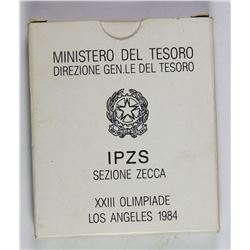 MINISTERO DEL TESORO
DIREZIONE GEN.LE DEL TESORO
IPZS
SEZIONE ZECCA
XXIII OLIMPIADE
LOS ANGELES 1984